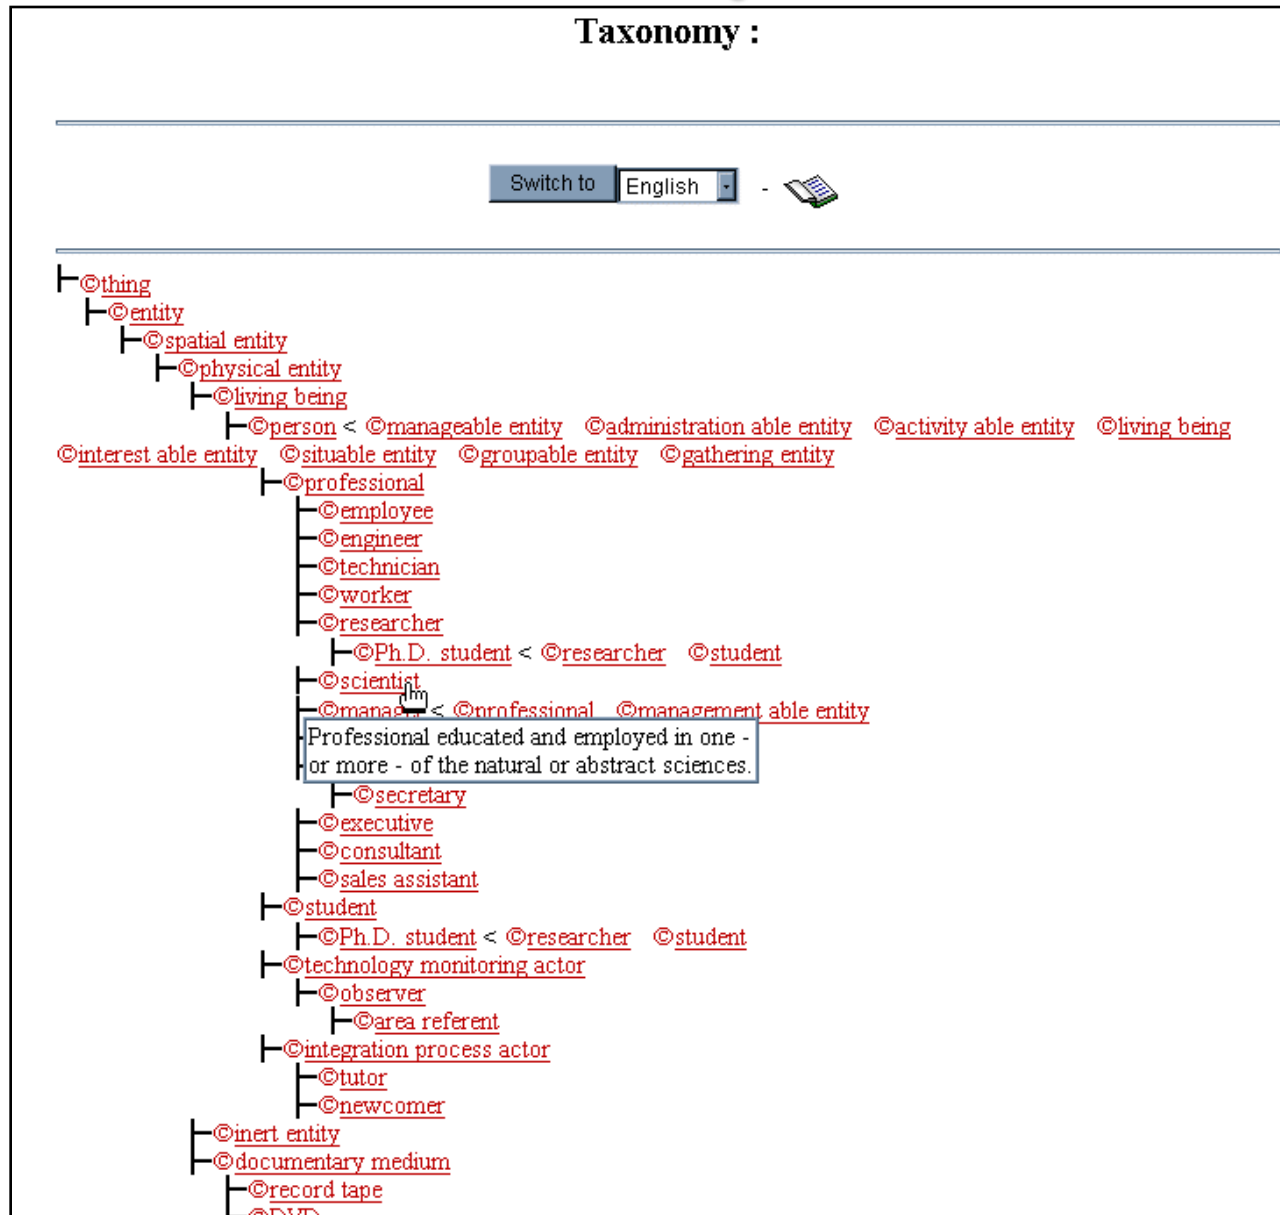 Taxonomy :
Switch to English -
©thing
©entity
©spatial entity
©physical entity
©living being
©person < ©manageable entity ©administration able entity ©activity able entity ©living being
©interest able entity ©situable entity ©groupable entity ©gathering entity
©professional
©employee
©engineer
©technician
©worker
©researcher
©Ph.D. student < ©researcher ©student
©scientist
©manager < ©professional ©management able entity
Professional educated and employed in one -
or more - of the natural or abstract sciences.
©secretary
©executive
©consultant
©sales assistant
©student
©Ph.D. student < ©researcher ©student
©technology monitoring actor
©observer
©area referent
©integration process actor
©tutor
©newcomer
©inert entity
©documentary medium
©record tape
©DVD